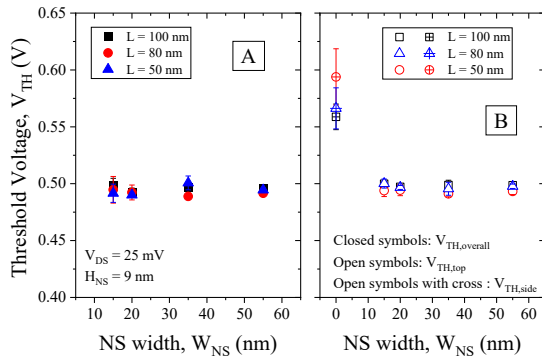 Threshold Voltage, V_TH (V)
0.65
0.60
0.55
0.50
0.45
0.40
L = 100 nm
L = 80 nm
L = 50 nm
A
V_DS = 25 mV
H_NS = 9 nm
10 20 30 40 50 60
NS width, W_NS (nm)
L = 100 nm
L = 80 nm
L = 50 nm
B
Closed symbols: V_TH,overall
Open symbols: V_TH,top
Open symbols with cross : V_TH,side
0 10 20 30 40 50 60
NS width, W_NS (nm)